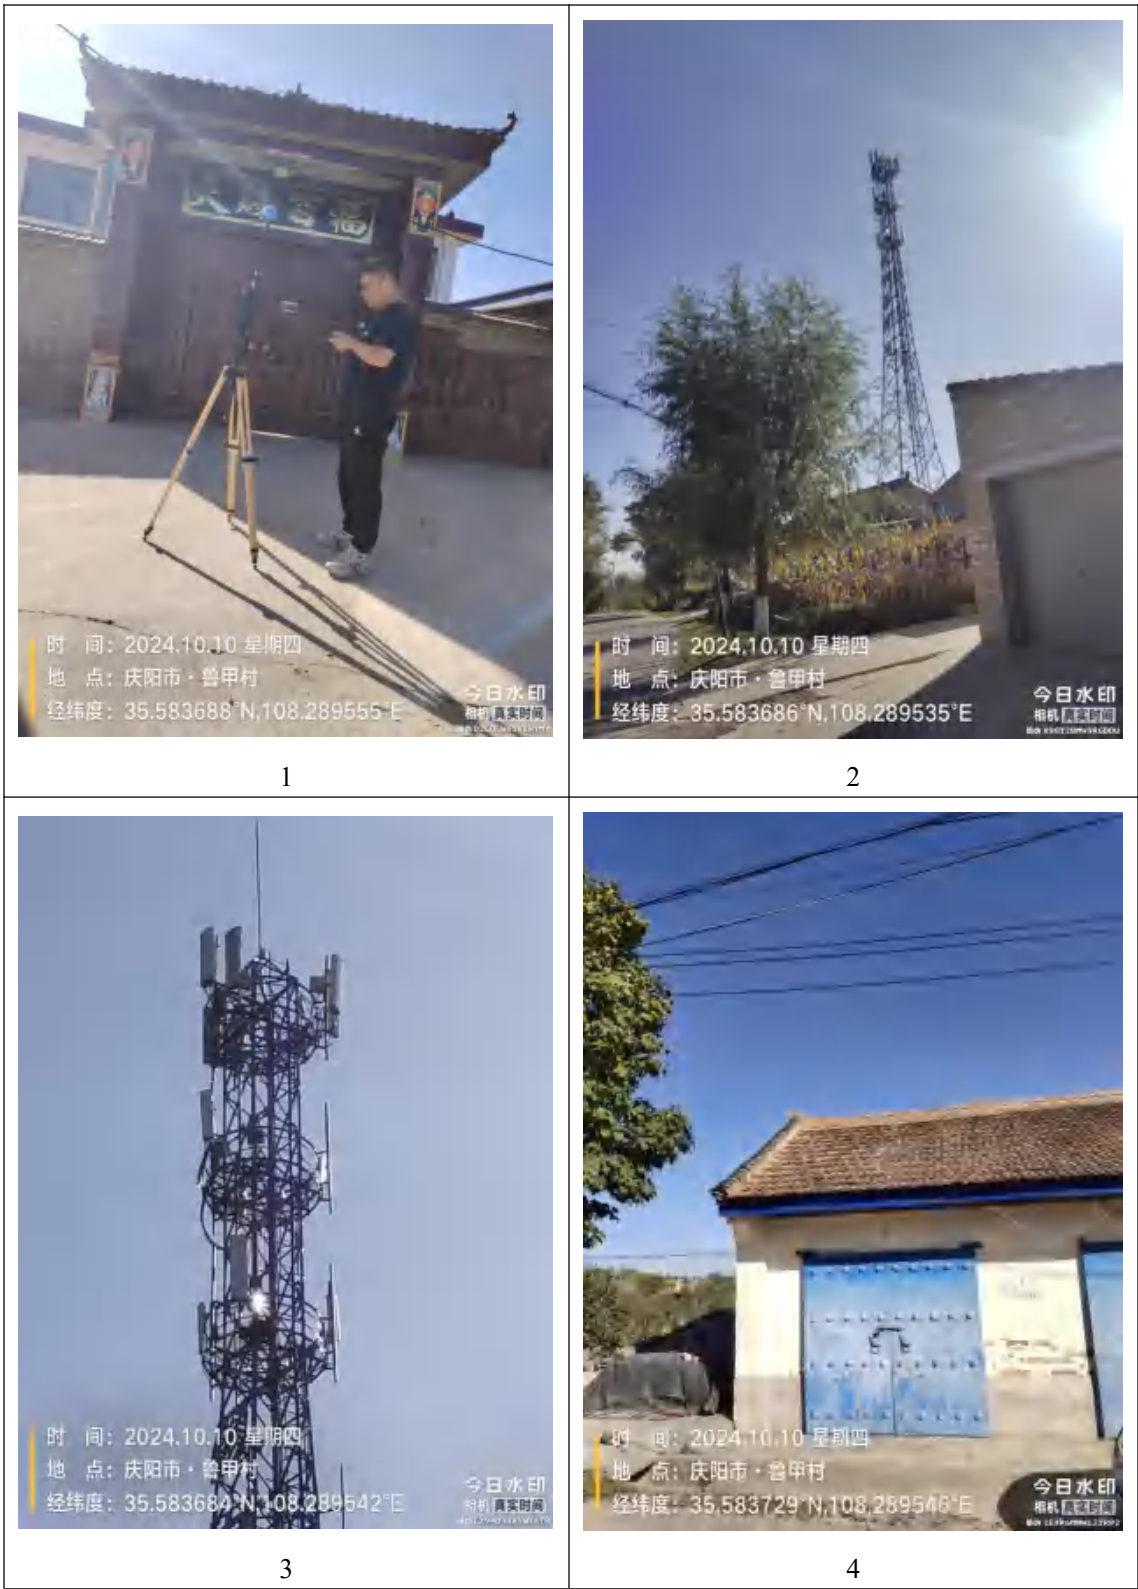 时 间：2024.10.10 星期四
地 点：庆阳市·鲁甲村
经纬度：35.583688°N,108.289555°E
今日水印
相机 真实时间
1
时 间：2024.10.10 星期四
地 点：庆阳市·鲁甲村
经纬度：35.583686°N,108.289535°E
今日水印
相机 真实时间
2
时 间：2024.10.10 星期四
地 点：庆阳市·鲁甲村
经纬度：35.583684°N,108.289542°E
今日水印
相机 真实时间
3
时 间：2024.10.10 星期四
地 点：庆阳市·鲁甲村
经纬度：35.583729°N,108.289546°E
今日水印
相机 真实时间
4